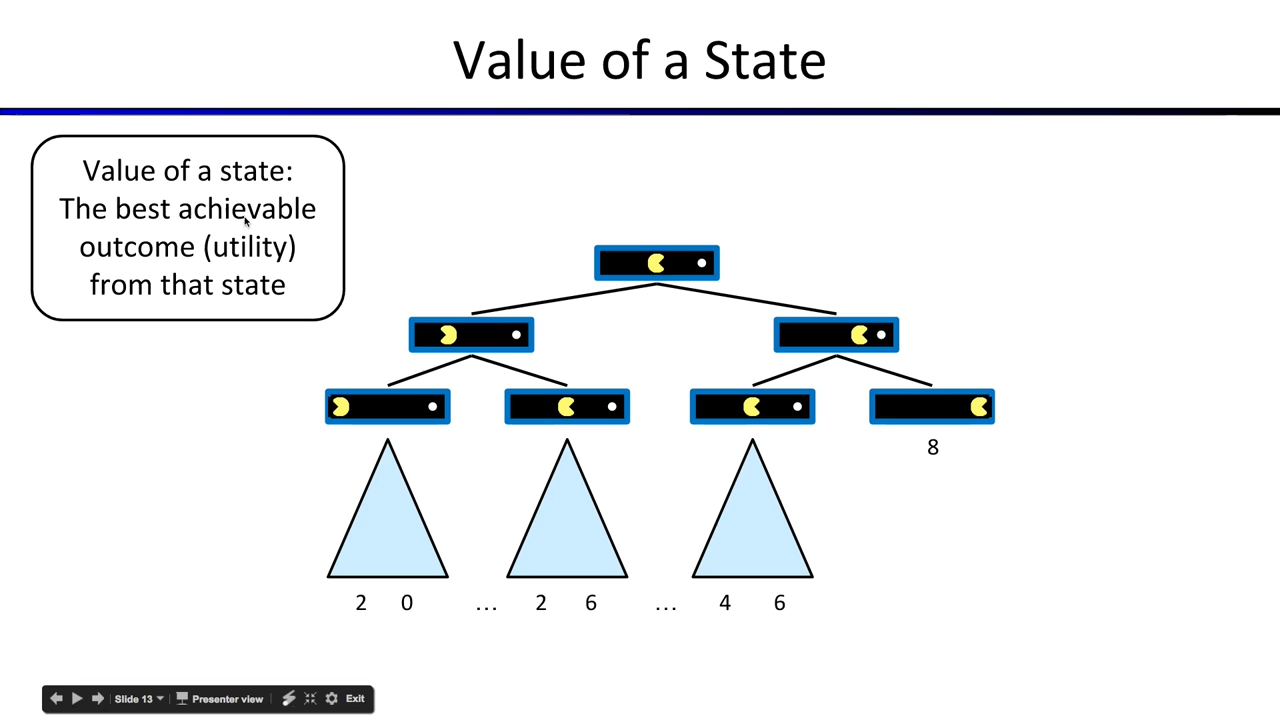 Value of a State
Value of a state:
The best achievable
outcome (utility)
from that state
8
2 0 … 2 6 … 4 6
Slide 13 Presenter view Exit